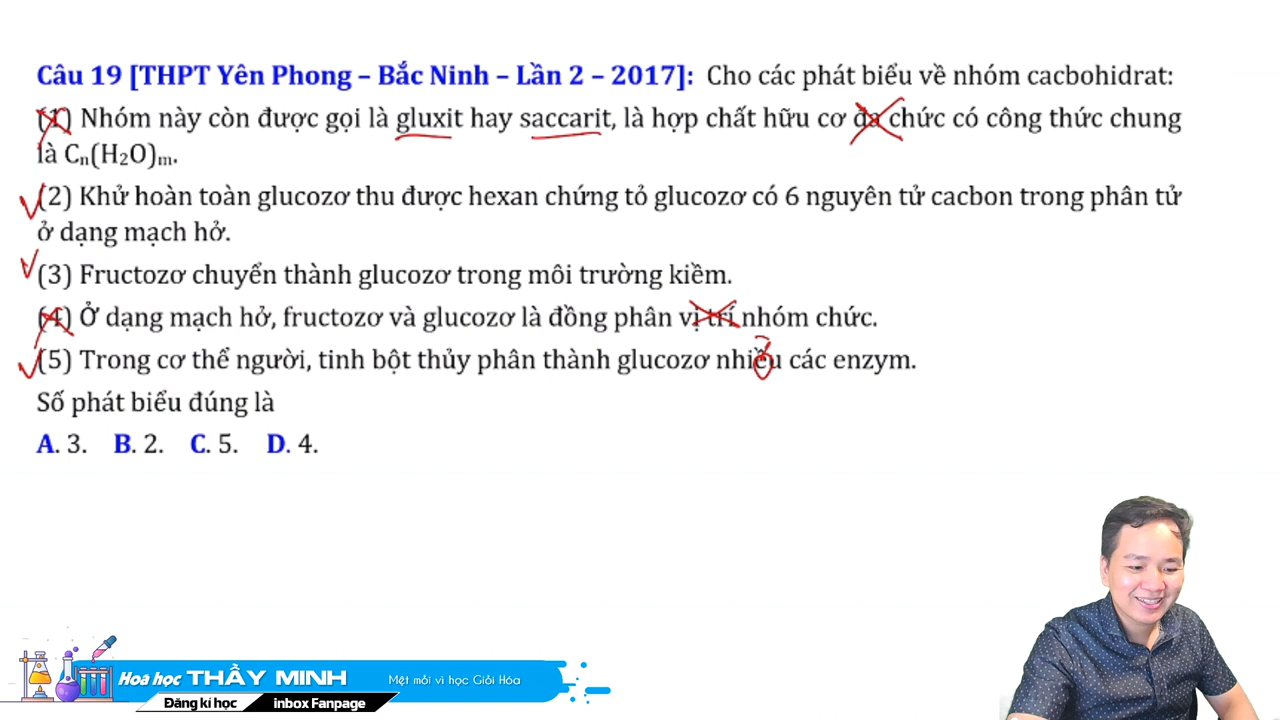 Câu 19 [THPT Yên Phong – Bắc Ninh – Lần 2 – 2017]: Cho các phát biểu về nhóm cacbohidrat:
(1) Nhóm này còn được gọi là gluxit hay saccarit, là hợp chất hữu cơ đa chức có công thức chung
là Cₙ(H₂O)ₘ.
(2) Khử hoàn toàn glucozơ thu được hexan chứng tỏ glucozơ có 6 nguyên tử cacbon trong phân tử
ở dạng mạch hở.
(3) Fructozơ chuyển thành glucozơ trong môi trường kiềm.
(4) Ở dạng mạch hở, fructozơ và glucozơ là đồng phân vị trí nhóm chức.
(5) Trong cơ thể người, tinh bột thủy phân thành glucozơ nhiều các enzym.
Số phát biểu đúng là
A. 3. B. 2. C. 5. D. 4.
Hoá học THẦY MINH
Mệt mỏi vì học Giỏi Hóa
Đăng kí học inbox Fanpage